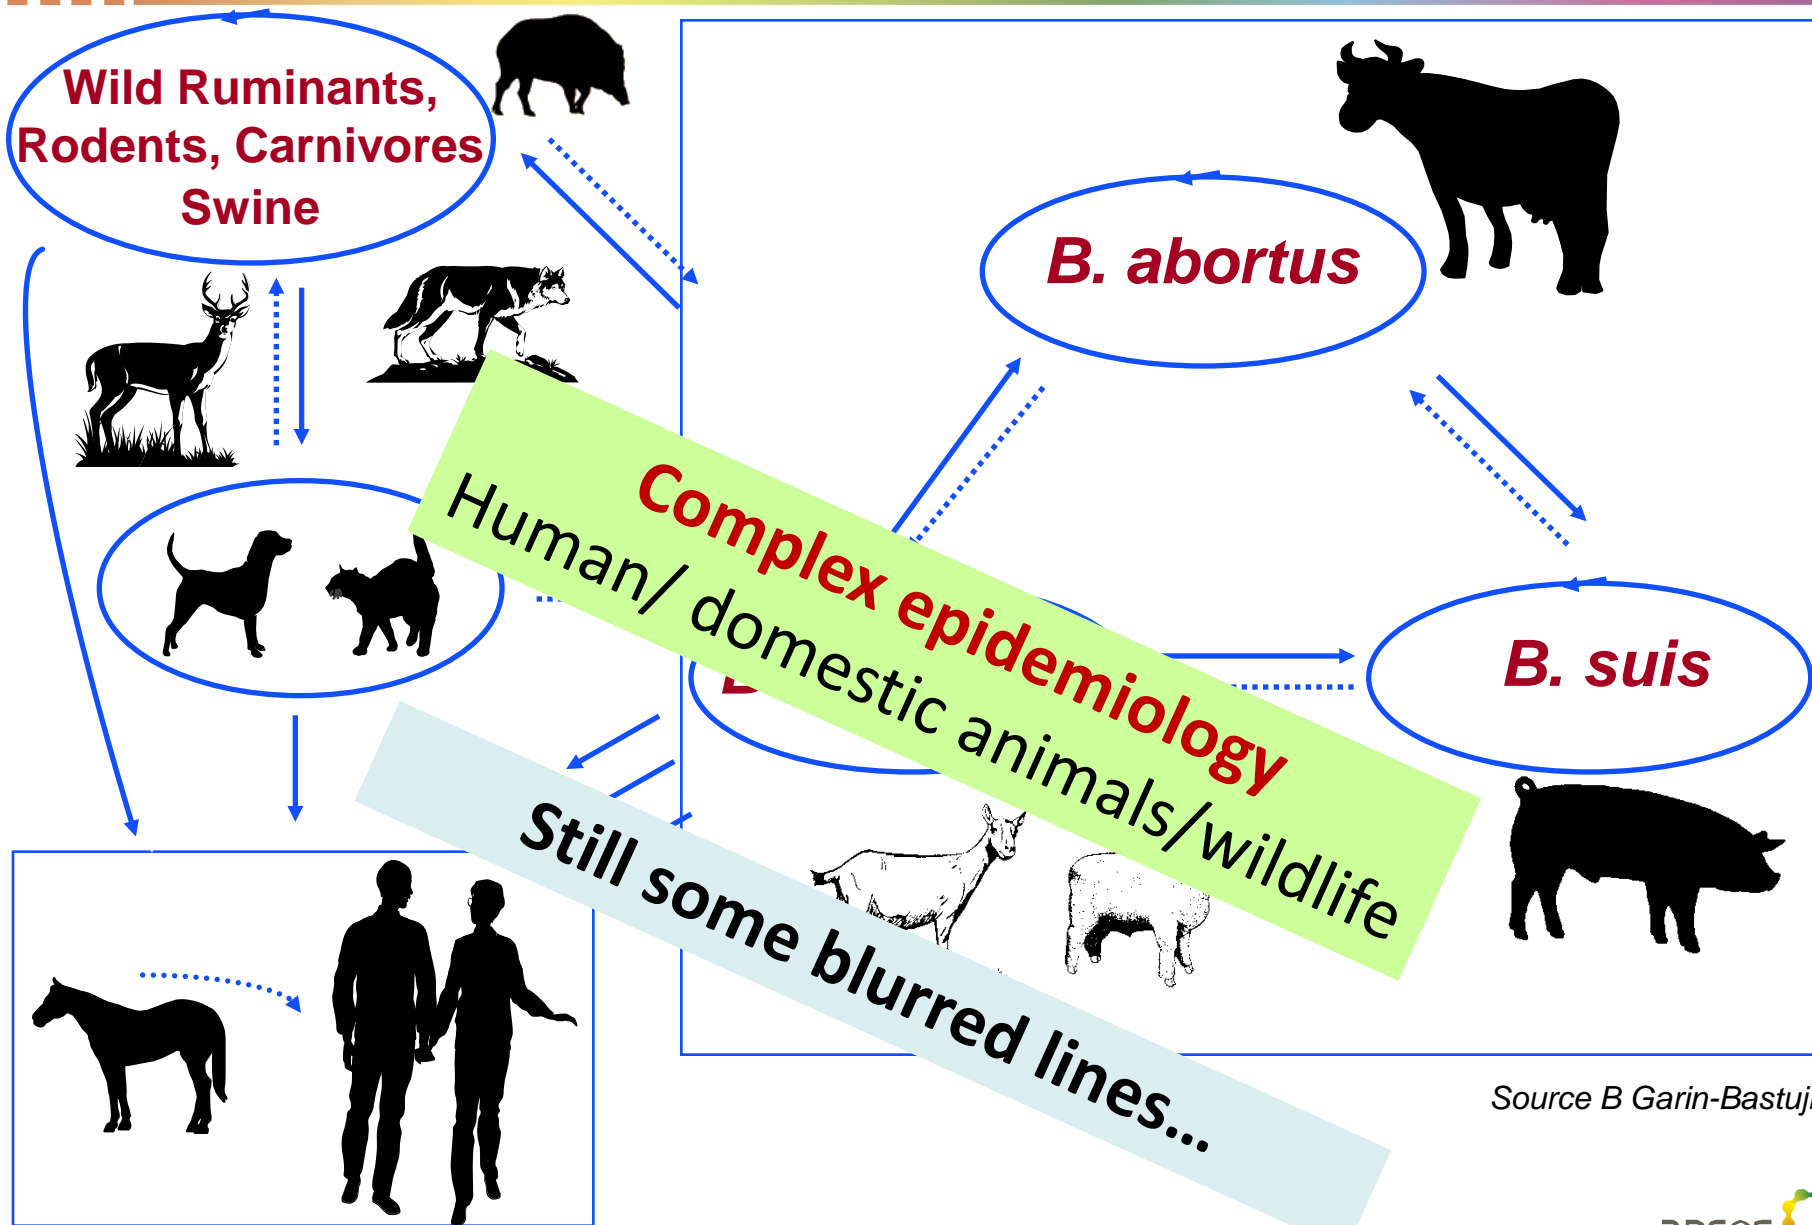 Wild Ruminants,
Rodents, Carnivores
Swine
B. abortus
Complex epidemiology
Human/ domestic animals/wildlife
B. suis
Still some blurred lines...
Source B Garin-Bastuji